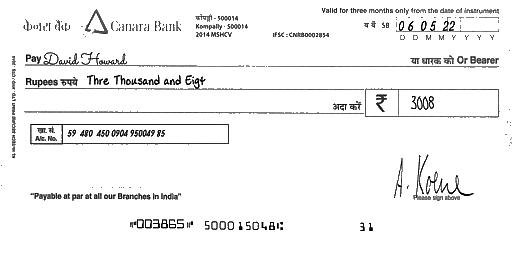 Valid for three months only from the date of instrument
केनरा बैंक Canara Bank
कोंपल्ली - 500014
Kompally - 500014
2014 MSHCV
IFSC : CNRB0002854
SB 06 05 22
D D M M Y Y Y Y
Pay David Howard या धारक को Or Bearer
Rupees रुपये Thre Thousand and Eigt
अदा करें ₹ 3008
खा. सं.
A/c. No. 59 480 450 0904 950049 85
A. Koene
Please sign above
"Payable at par at all our Branches in India"
⑈003865⑈ 500015048⑆ 31